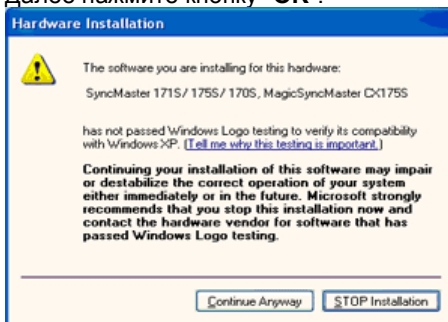 Далее нажмите кнопку "OK".
Hardware Installation
The software you are installing for this hardware:
SyncMaster 171S/ 175S/ 170S, MagicSyncMaster CX175S
has not passed Windows Logo testing to verify its compatibility
with Windows XP. (Tell me why this testing is important.)
Continuing your installation of this software may impair
or destabilize the correct operation of your system
either immediately or in the future. Microsoft strongly
recommends that you stop this installation now and
contact the hardware vendor for software that has
passed Windows Logo testing.
Continue Anyway
STOP Installation